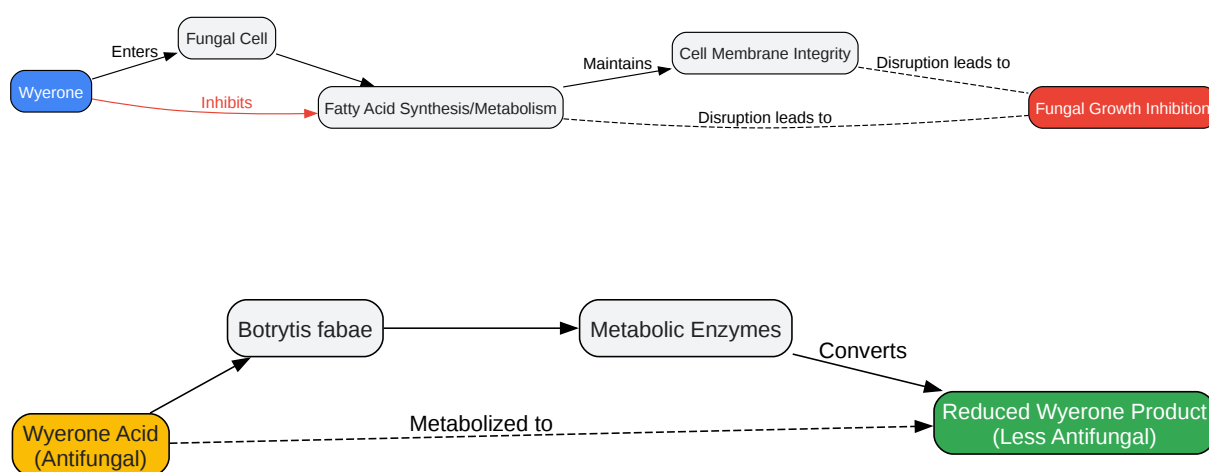 Fungal Cell
Enters
Cell Membrane Integrity
Maintains
Disruption leads to
Wyerone
Inhibits
Fatty Acid Synthesis/Metabolism
Disruption leads to
Fungal Growth Inhibition
Botrytis fabae
Metabolic Enzymes
Converts
Wyerone Acid
(Antifungal)
Metabolized to
Reduced Wyerone Product
(Less Antifungal)